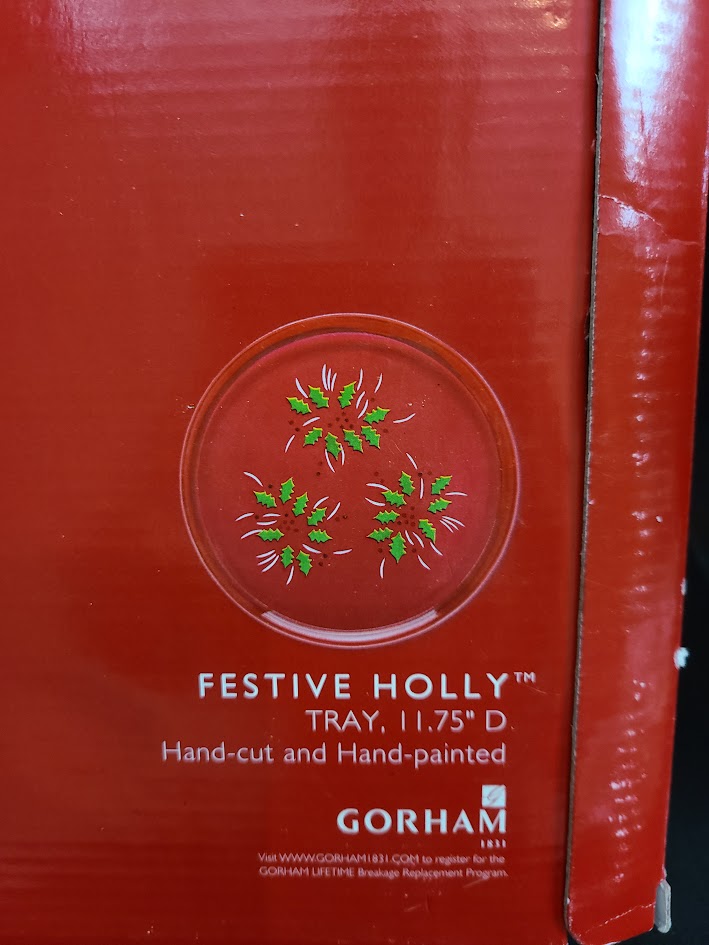 FESTIVE HOLLY™
TRAY, 11.75" D
Hand-cut and Hand-painted
GORHAM
1831
Visit WWW.GORHAM1831.COM to register for the
GORHAM LIFETIME Breakage Replacement Program.